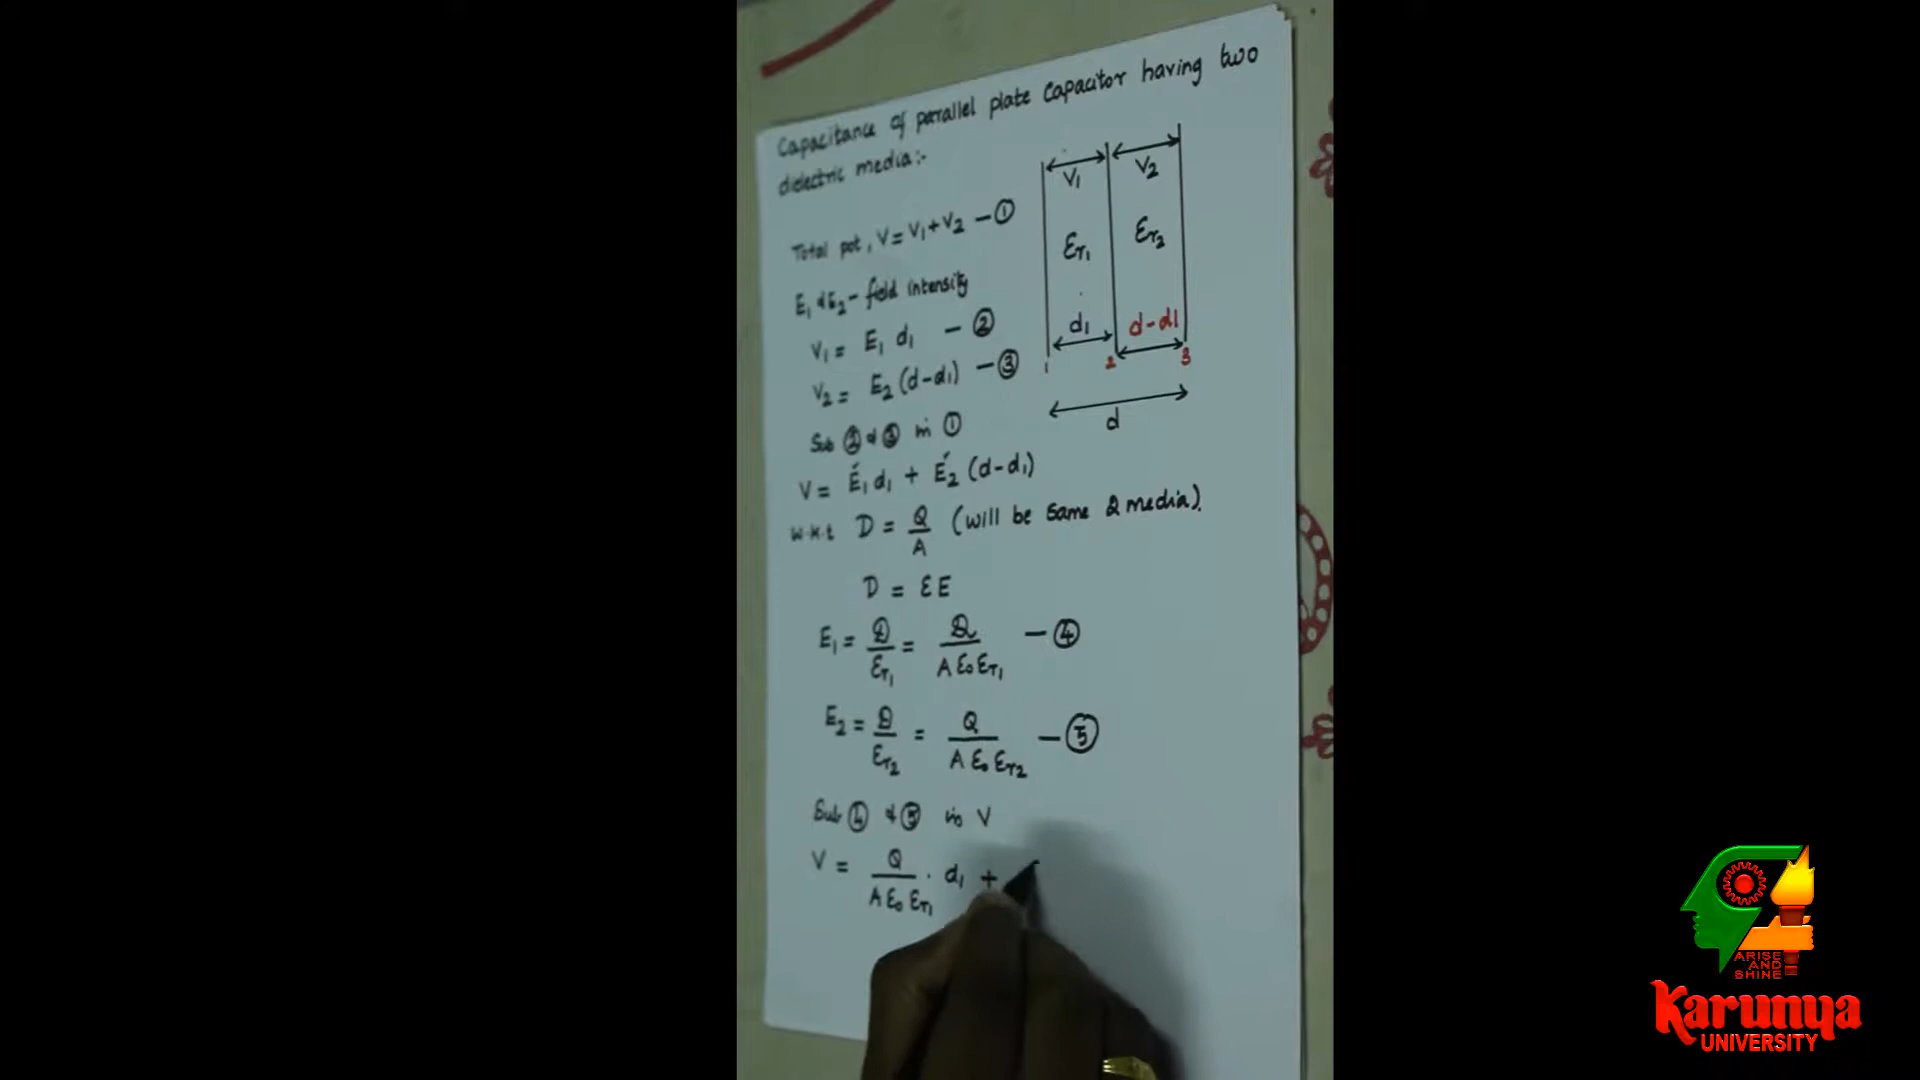 Capacitance of parallel plate capacitor having two
dielectric media:-
Total pot, V = V₁ + V₂ — ①
E₁ & E₂ - field intensity
V₁ = E₁ d₁ — ②
V₂ = E₂ (d-d₁) — ③
Sub ② & ③ in ①
V = E₁ d₁ + E₂ (d-d₁)
W.K.t D = Q/A (will be same 2 media).
D = εE
E₁ = D/εr₁ = Q/A ε₀ εr₁ — ④
E₂ = D/εr₂ = Q/A ε₀ εr₂ — ⑤
Sub ④ & ⑤ in V
V = Q/A ε₀ εr₁ . d₁ +
V₁ V₂
εr₁ εr₂
d₁ d-d1
1 2 3
d
ARISE
AND
SHINE
Karunya
UNIVERSITY